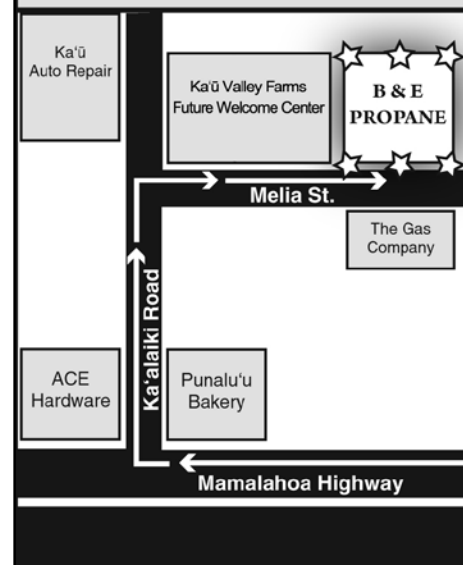 Ka'ū
Auto Repair
Ka'ū Valley Farms
Future Welcome Center
B & E
PROPANE
Melia St.
The Gas
Company
Ka'alaiki Road
ACE
Hardware
Punalu'u
Bakery
Mamalahoa Highway